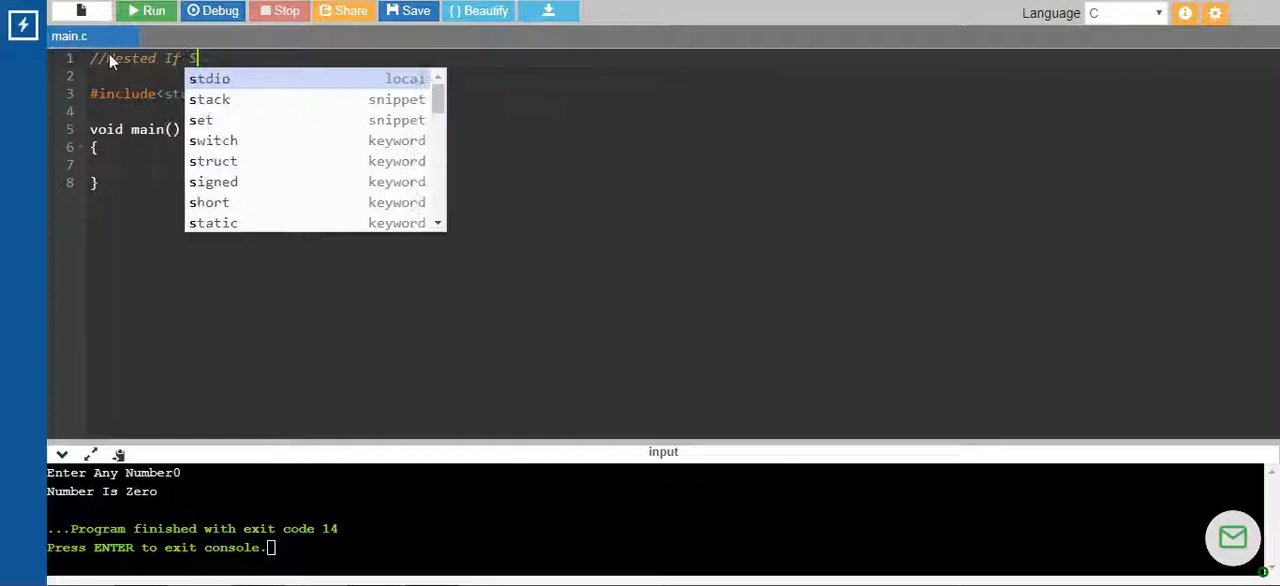 Run Debug Stop Share Save { } Beautify Language C
main.c
1 //Nested If S
2
3 #include<st
4
5 void main()
6 {
7
8 }
stdio local
stack snippet
set snippet
switch keyword
struct keyword
signed keyword
short keyword
static keyword
input
Enter Any Number0
Number Is Zero
...Program finished with exit code 14
Press ENTER to exit console.